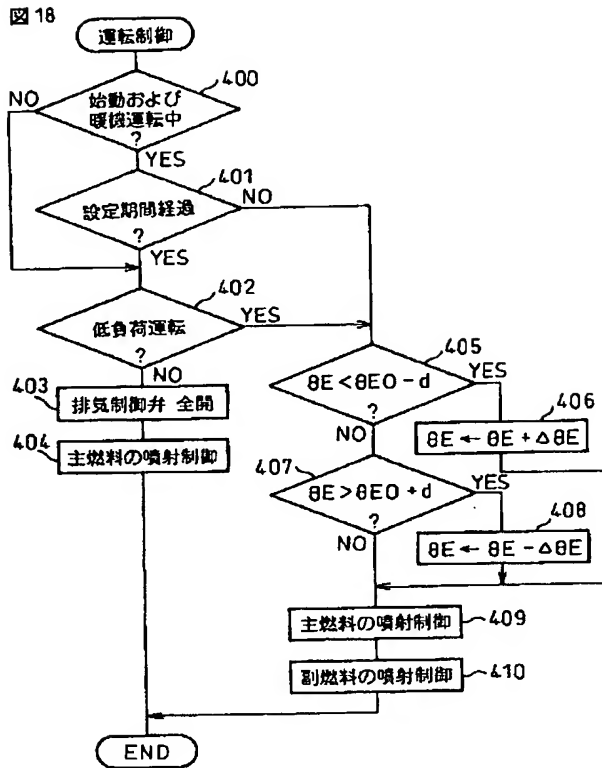 図18
運転制御
400
始動および
暖機運転中
?
NO
YES
401
設定期間経過
?
NO
YES
402
低負荷運転
?
YES
NO
403
排気制御弁 全開
404
主燃料の噴射制御
405
θE<θEO-d
?
YES
NO
406
θE←θE+ΔθE
407
θE>θEO+d
?
YES
NO
408
θE←θE-ΔθE
主燃料の噴射制御
409
副燃料の噴射制御
410
END